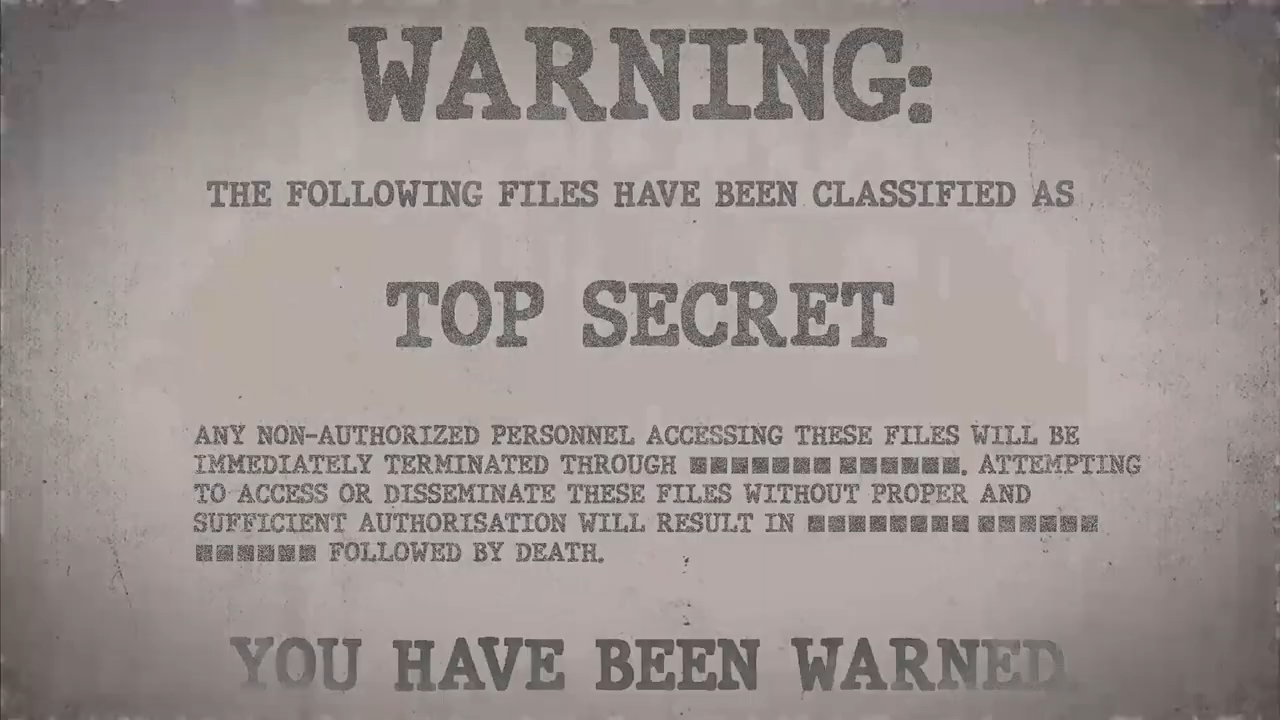 WARNING:
THE FOLLOWING FILES HAVE BEEN CLASSIFIED AS
TOP SECRET
ANY NON-AUTHORIZED PERSONNEL ACCESSING THESE FILES WILL BE
IMMEDIATELY TERMINATED THROUGH ■■■■■■■ ■■■■■■. ATTEMPTING
TO ACCESS OR DISSEMINATE THESE FILES WITHOUT PROPER AND
SUFFICIENT AUTHORISATION WILL RESULT IN ■■■■■■■■ ■■■■■■
■■■■■■ FOLLOWED BY DEATH.
YOU HAVE BEEN WARNED.